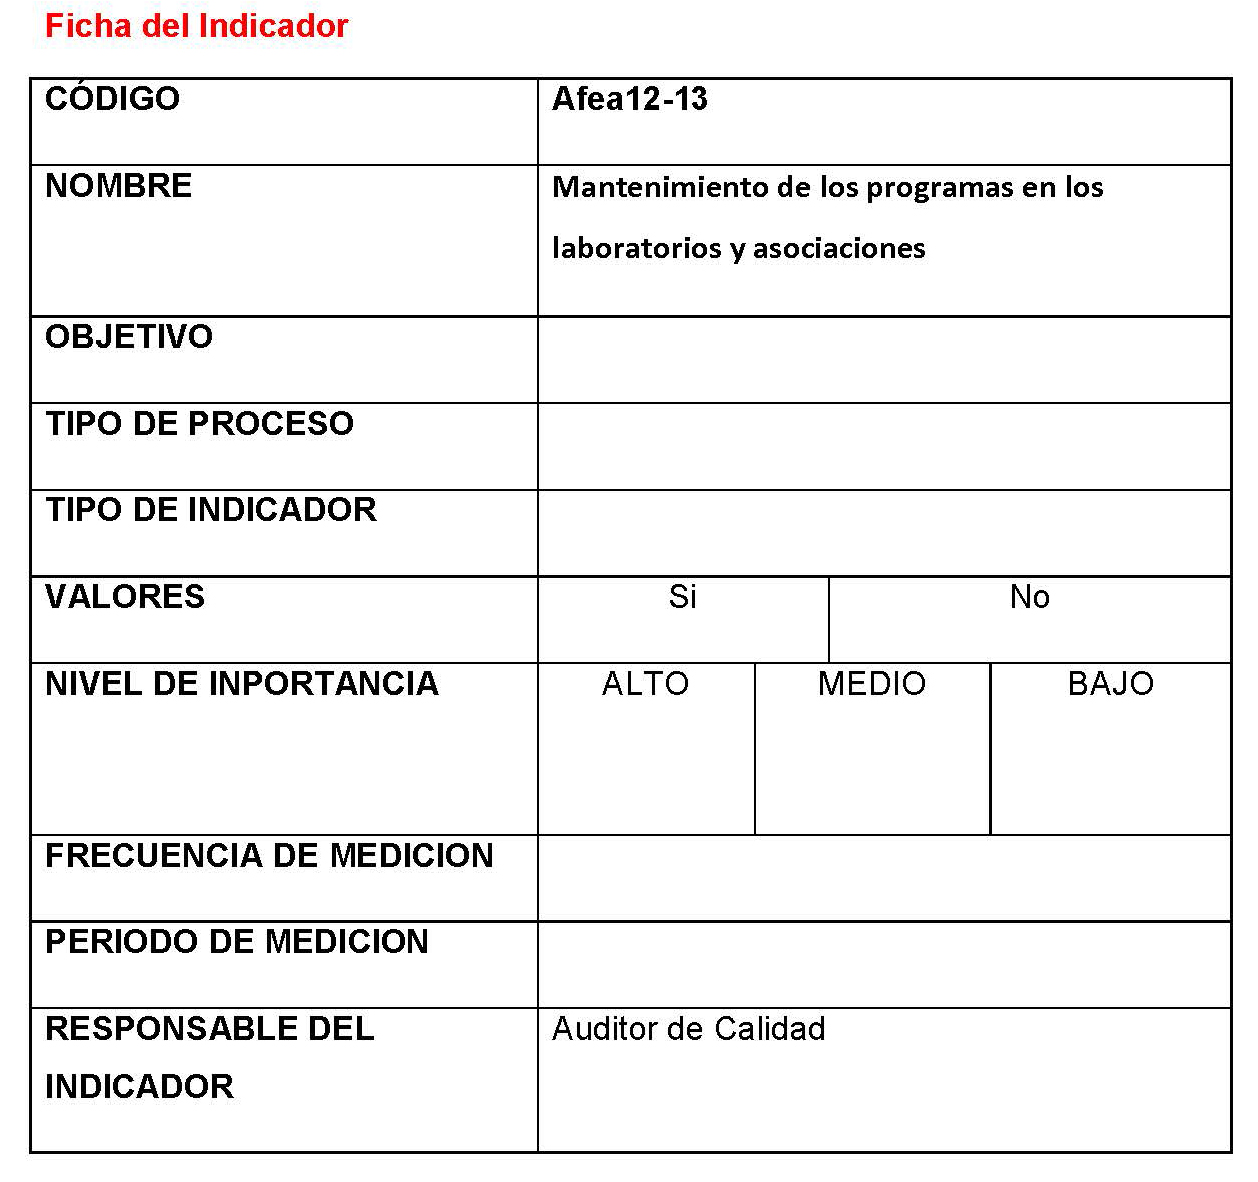 Ficha del Indicador
CÓDIGO Afea12-13
NOMBRE Mantenimiento de los programas en los
laboratorios y asociaciones
OBJETIVO
TIPO DE PROCESO
TIPO DE INDICADOR
VALORES Si No
NIVEL DE INPORTANCIA ALTO MEDIO BAJO
FRECUENCIA DE MEDICION
PERIODO DE MEDICION
RESPONSABLE DEL Auditor de Calidad
INDICADOR